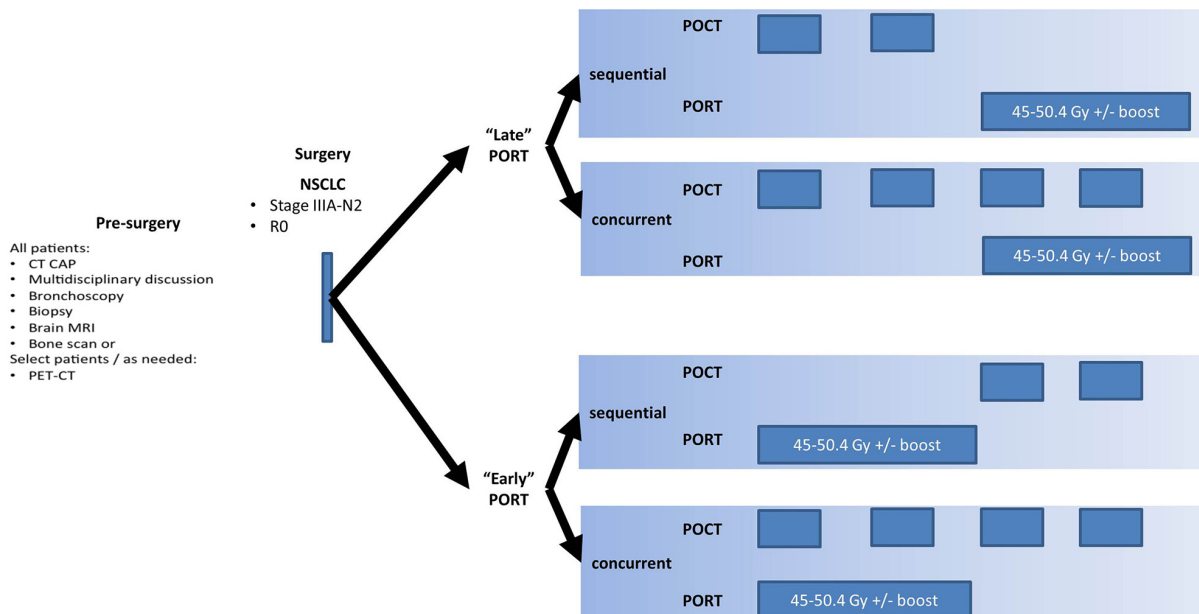 Pre-surgery
All patients:
• CT CAP
• Multidisciplinary discussion
• Bronchoscopy
• Biopsy
• Brain MRI
• Bone scan or
Select patients / as needed:
• PET-CT
Surgery
NSCLC
• Stage IIIA-N2
• R0
“Late”
PORT
sequential
POCT
PORT
45-50.4 Gy +/- boost
concurrent
POCT
PORT
45-50.4 Gy +/- boost
“Early”
PORT
sequential
POCT
PORT
45-50.4 Gy +/- boost
concurrent
POCT
PORT
45-50.4 Gy +/- boost